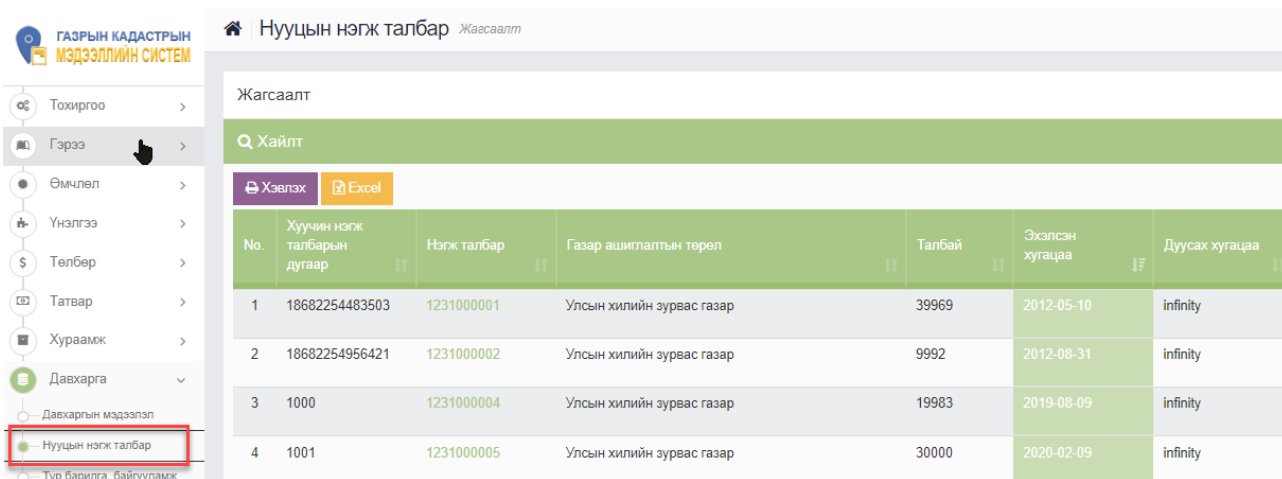 ГАЗРЫН КАДАСТРЫН
МЭДЭЭЛЛИЙН СИСТЕМ
Тохиргоо
Гэрээ
Өмчлөл
Үнэлгээ
Төлбөр
Татвар
Хураамж
Давхарга
Давхаргын мэдээлэл
Нууцын нэгж талбар
Түр барилга, байгууламж
Нууцын нэгж талбар Жагсаалт
Жагсаалт
Хайлт
Хэвлэх Excel
No. Хуучин нэгж талбарын дугаар Нэгж талбар Газар ашиглалтын төрөл Талбай Эхэлсэн хугацаа Дуусах хугацаа
1 18682254483503 1231000001 Улсын хилийн зурвас газар 39969 2012-05-10 infinity
2 18682254956421 1231000002 Улсын хилийн зурвас газар 9992 2012-08-31 infinity
3 1000 1231000004 Улсын хилийн зурвас газар 19983 2019-08-09 infinity
4 1001 1231000005 Улсын хилийн зурвас газар 30000 2020-02-09 infinity